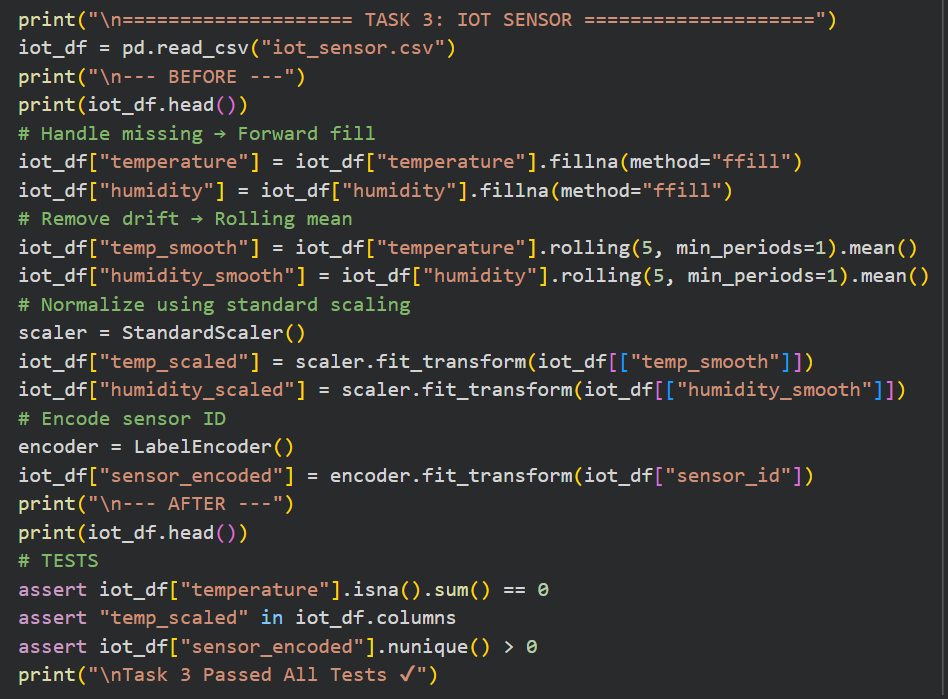 print("\n==================== TASK 3: IOT SENSOR ====================")
iot_df = pd.read_csv("iot_sensor.csv")
print("\n--- BEFORE ---")
print(iot_df.head())
# Handle missing → Forward fill
iot_df["temperature"] = iot_df["temperature"].fillna(method="ffill")
iot_df["humidity"] = iot_df["humidity"].fillna(method="ffill")
# Remove drift → Rolling mean
iot_df["temp_smooth"] = iot_df["temperature"].rolling(5, min_periods=1).mean()
iot_df["humidity_smooth"] = iot_df["humidity"].rolling(5, min_periods=1).mean()
# Normalize using standard scaling
scaler = StandardScaler()
iot_df["temp_scaled"] = scaler.fit_transform(iot_df[["temp_smooth"]])
iot_df["humidity_scaled"] = scaler.fit_transform(iot_df[["humidity_smooth"]])
# Encode sensor ID
encoder = LabelEncoder()
iot_df["sensor_encoded"] = encoder.fit_transform(iot_df["sensor_id"])
print("\n--- AFTER ---")
print(iot_df.head())
# TESTS
assert iot_df["temperature"].isna().sum() == 0
assert "temp_scaled" in iot_df.columns
assert iot_df["sensor_encoded"].nunique() > 0
print("\nTask 3 Passed All Tests ✔")